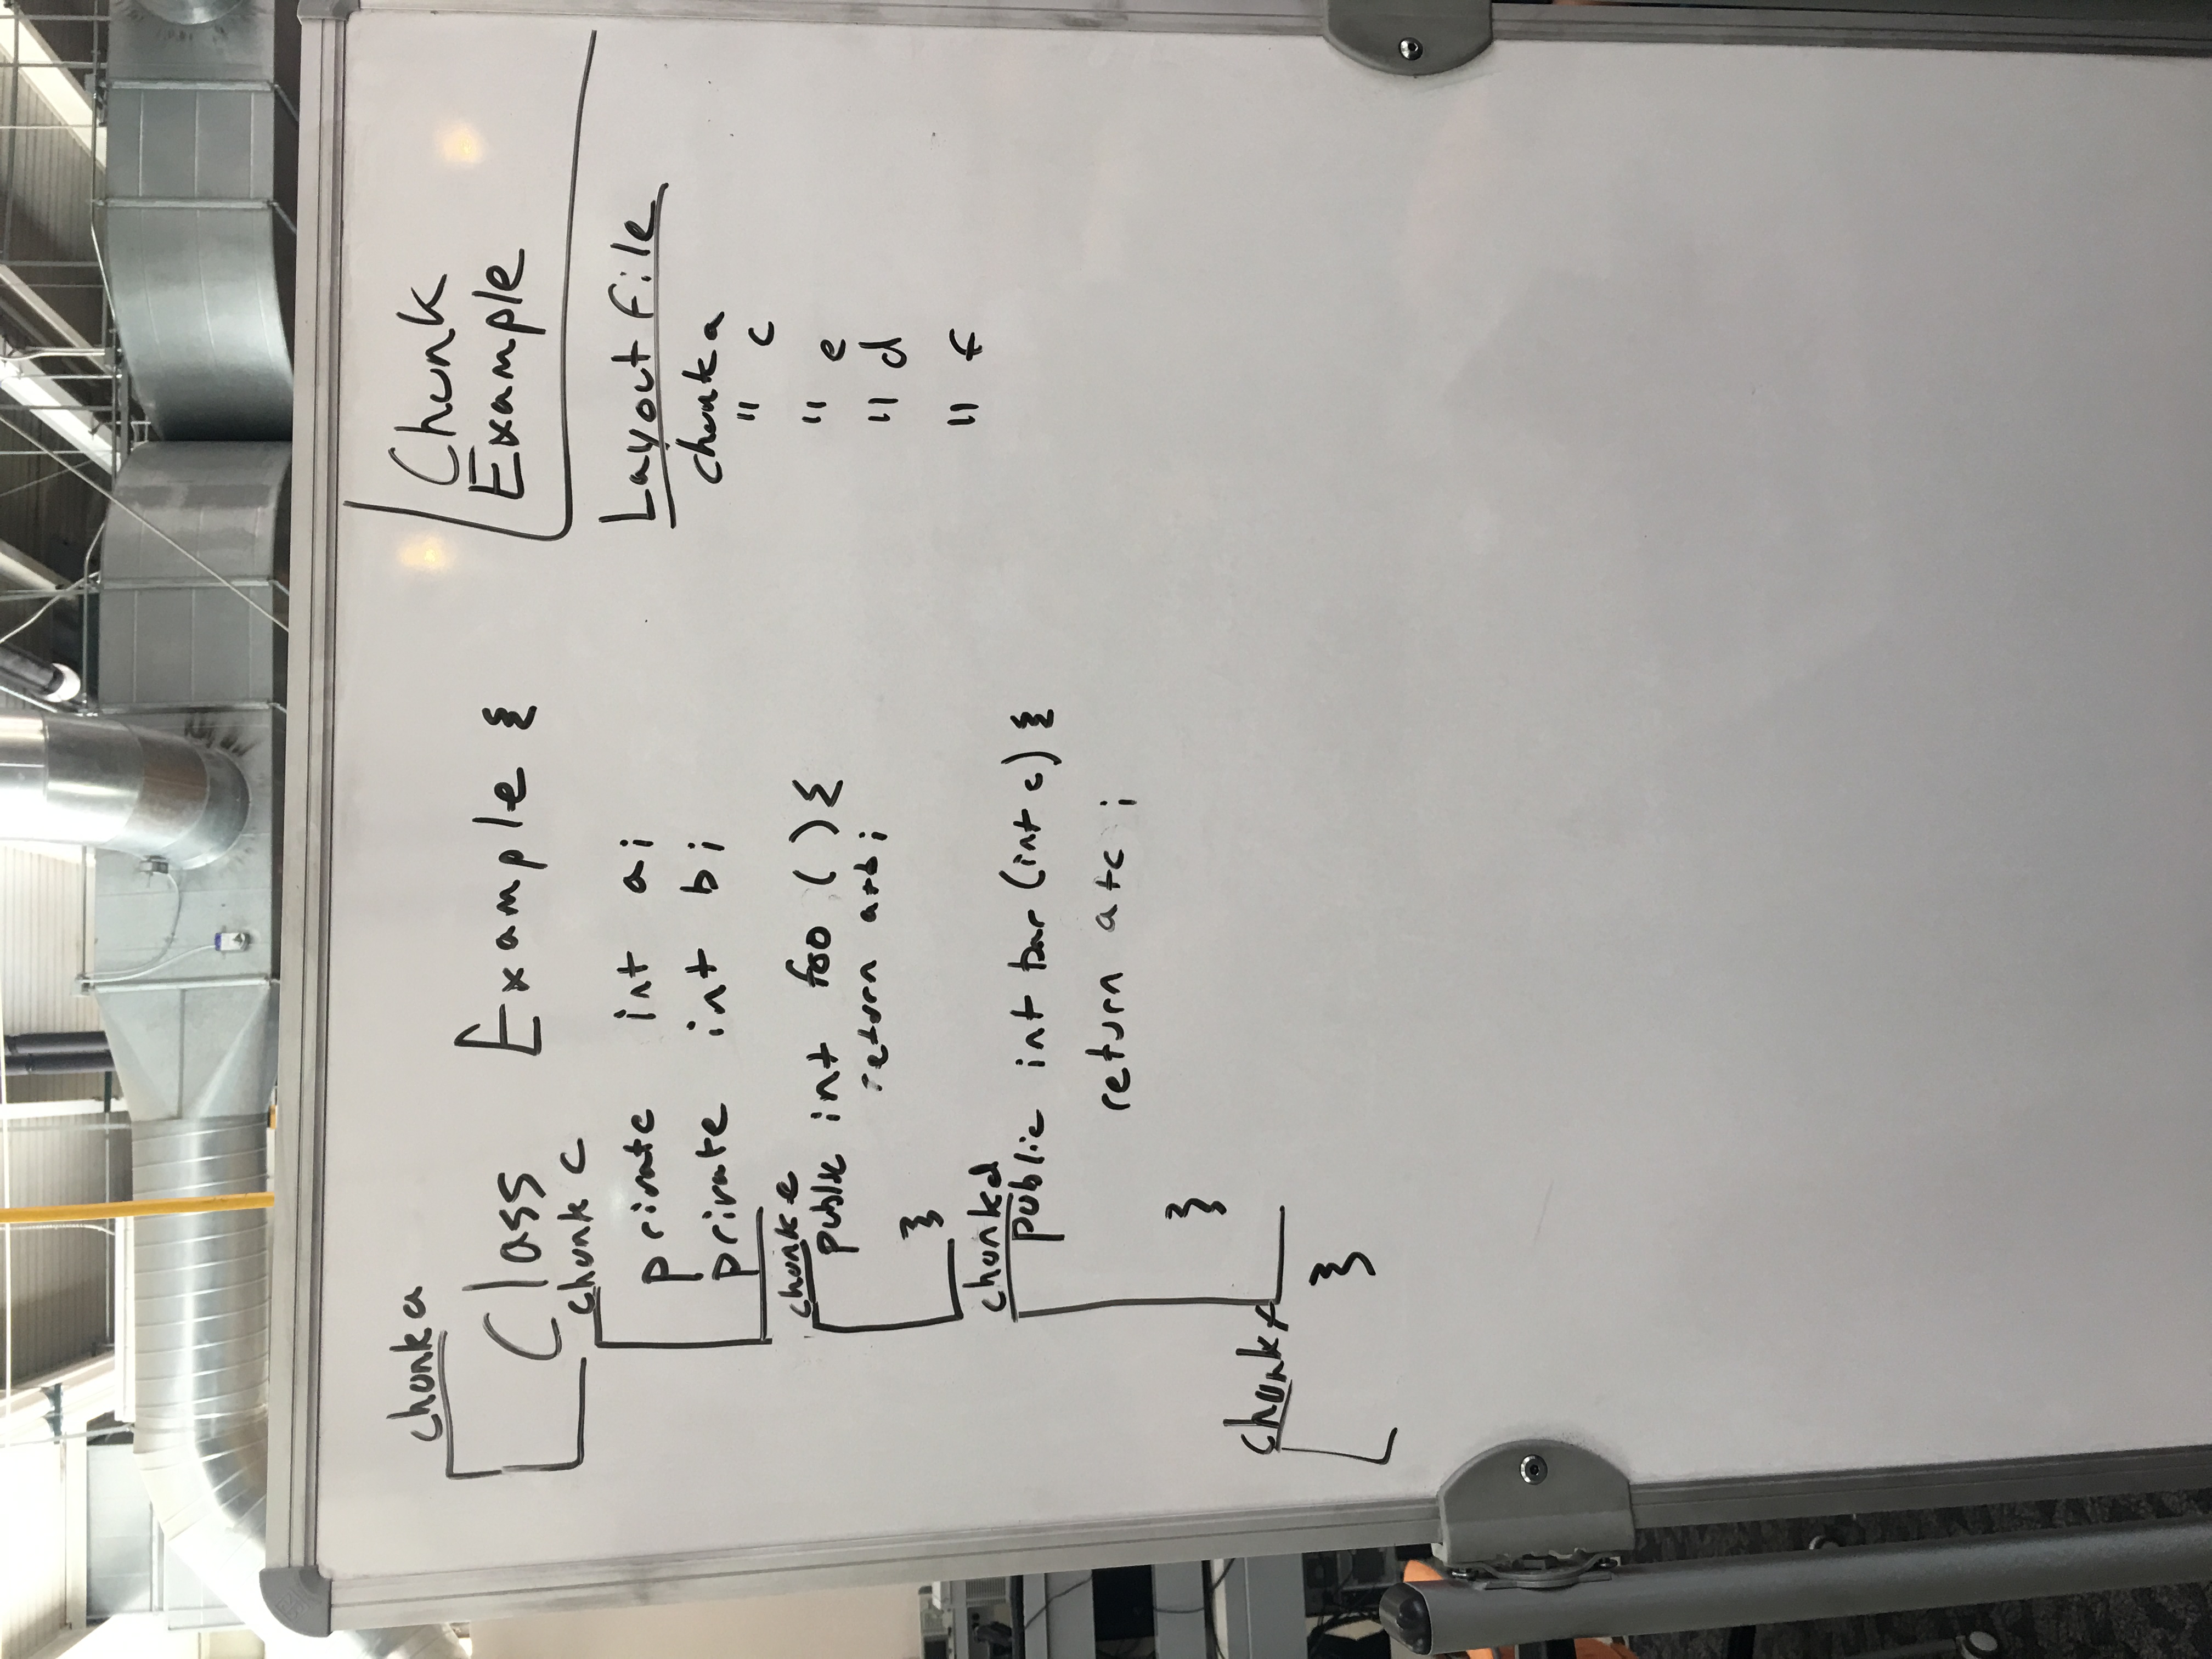 chunk a
Class Example {
chunk c
private int a;
private int b;
chunk e
public int foo () {
return a+b;
}
chunk d
public int bar (int c) {
return a+c ;
}
chunk f
}
Chunk
Example
Layout File
chunk a
" c
" e
" d
" f